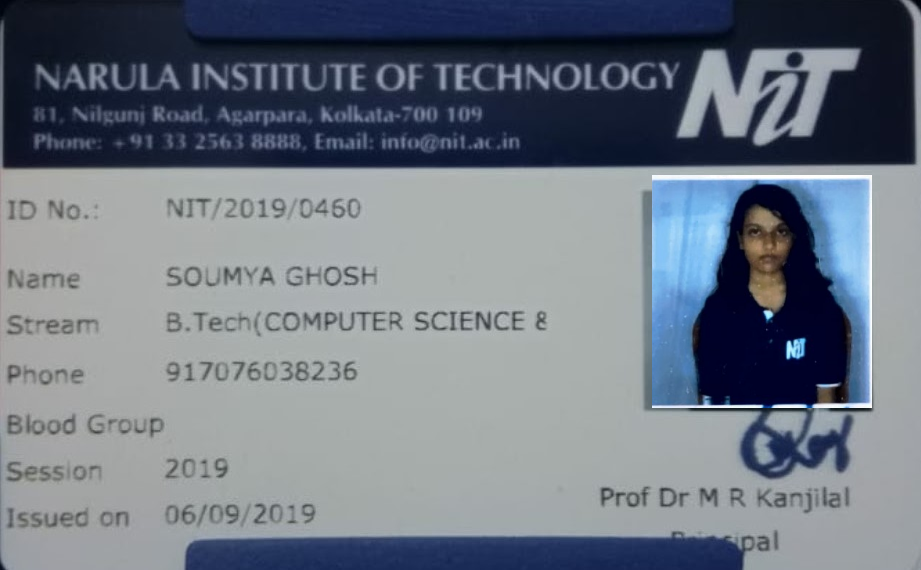 NARULA INSTITUTE OF TECHNOLOGY NiT
81, Nilgunj Road, Agarpara, Kolkata-700 109
Phone: +91 33 2563 8888, Email: info@nit.ac.in
ID No.: NIT/2019/0460
Name SOUMYA GHOSH
Stream B.Tech(COMPUTER SCIENCE &
Phone 917076038236
Blood Group
Session 2019
Issued on 06/09/2019
NiT
Prof Dr M R Kanjilal
Principal